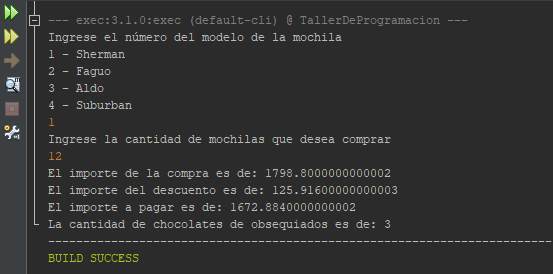 --- exec:3.1.0:exec (default-cli) @ TallerDeProgramacion ---
Ingrese el número del modelo de la mochila
1 - Sherman
2 - Faguo
3 - Aldo
4 - Suburban
1
Ingrese la cantidad de mochilas que desea comprar
12
El importe de la compra es de: 1798.8000000000002
El importe del descuento es de: 125.91600000000003
El importe a pagar es de: 1672.8840000000002
La cantidad de chocolates de obsequiados es de: 3
------------------------------------------------------------------------
BUILD SUCCESS